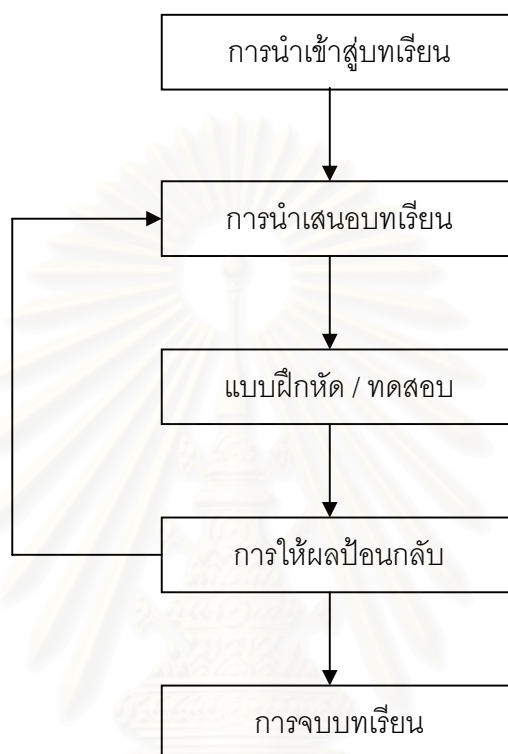 การนำเข้าสู่บทเรียน
การนำเสนอบทเรียน
แบบฝึกหัด / ทดสอบ
การให้ผลป้อนกลับ
การจบบทเรียน